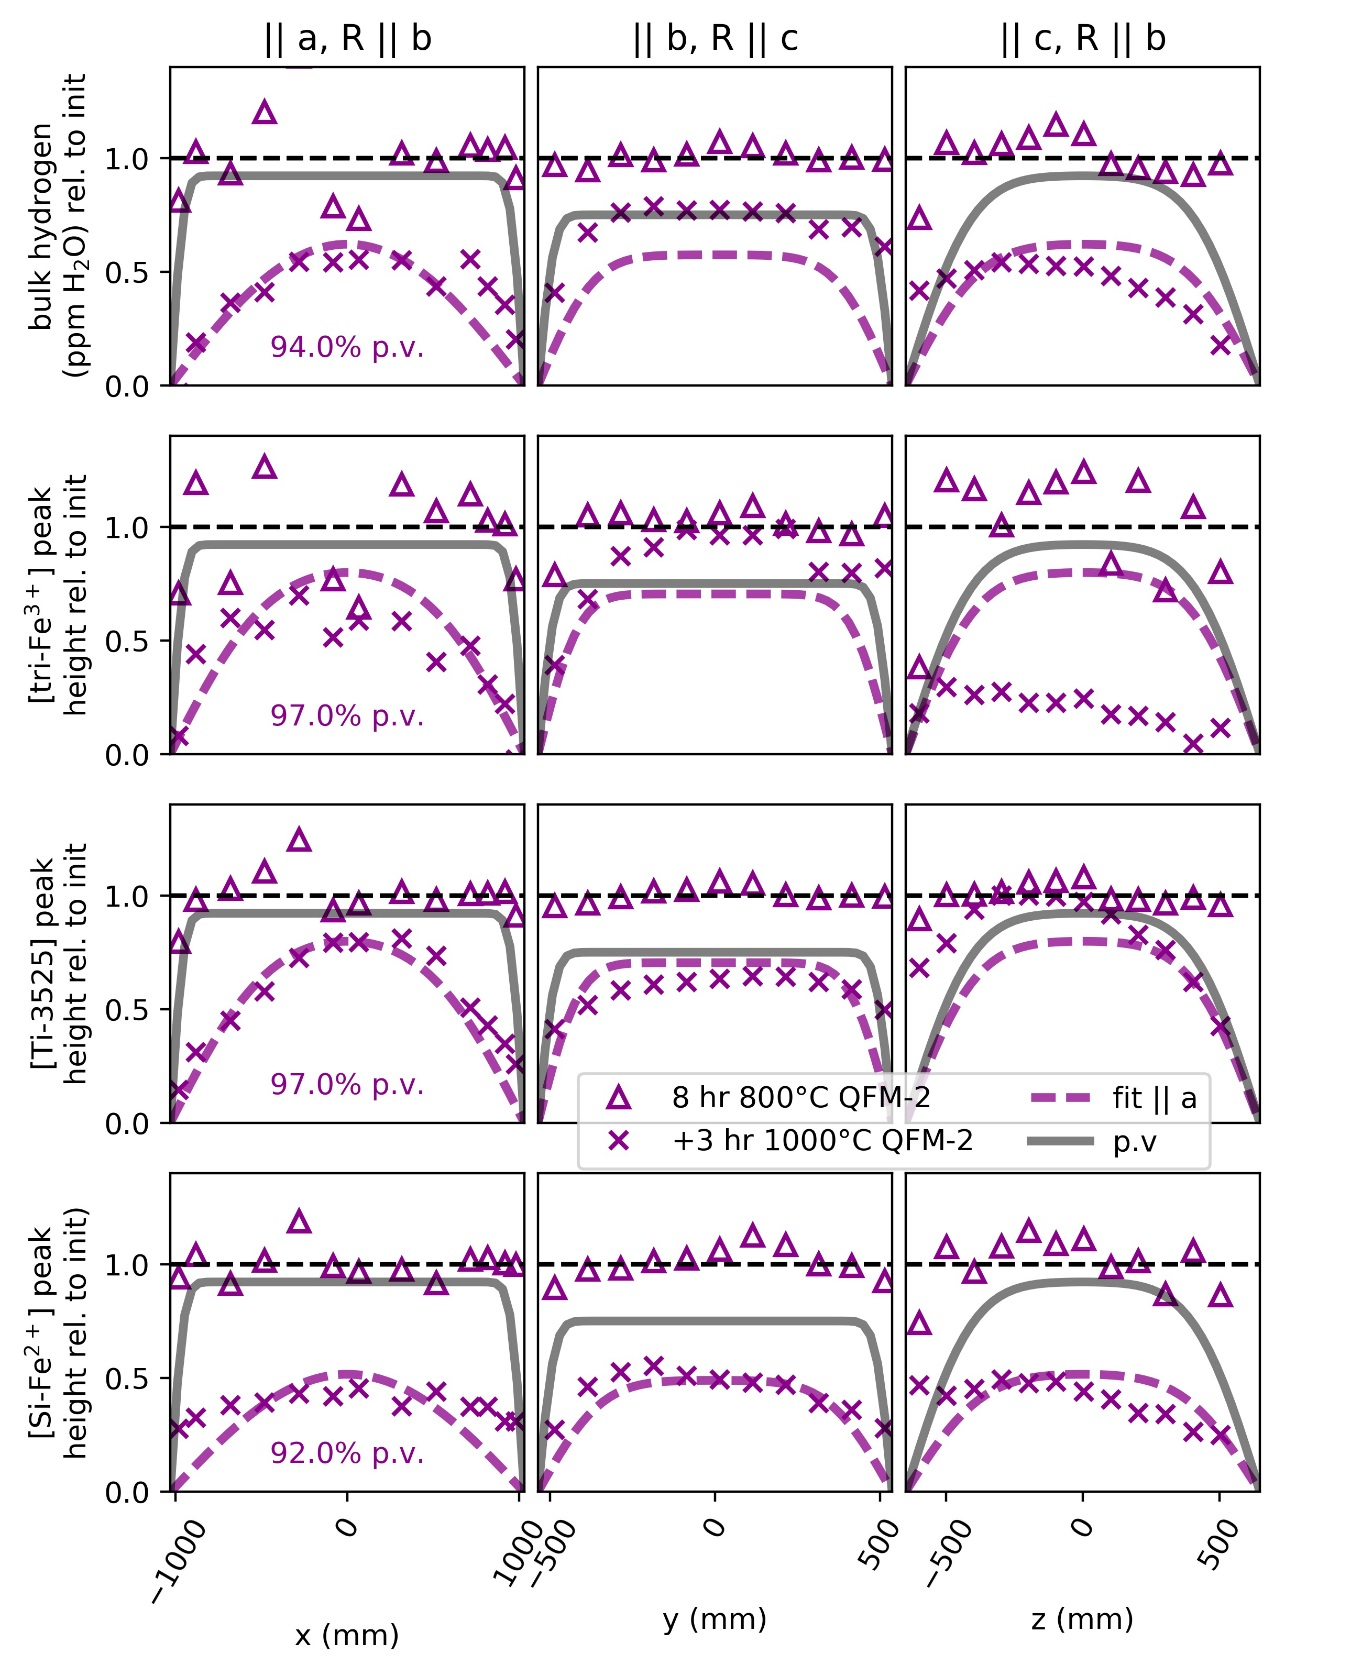 || a, R || b
|| b, R || c
|| c, R || b
bulk hydrogen
(ppm H₂O) rel. to init
1.0
0.5
0.0
94.0% p.v.
[tri-Fe³⁺] peak
height rel. to init
1.0
0.5
0.0
97.0% p.v.
[Ti-3525] peak
height rel. to init
1.0
0.5
0.0
97.0% p.v.
8 hr 800°C QFM-2
+3 hr 1000°C QFM-2
fit || a
p.v
[Si-Fe²⁺] peak
height rel. to init)
1.0
0.5
0.0
92.0% p.v.
−1000
0
1000
−500
0
500
−500
0
500
x (mm)
y (mm)
z (mm)